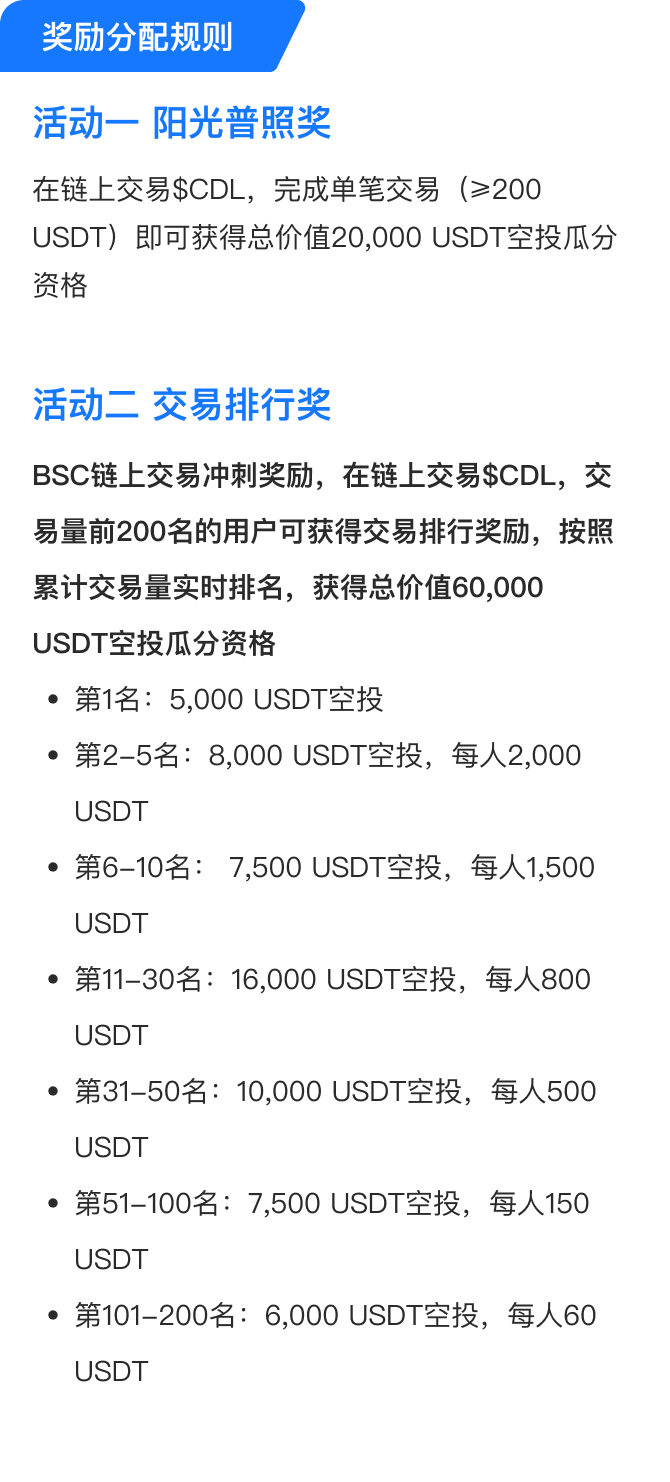 奖励分配规则
活动一 阳光普照奖
在链上交易$CDL，完成单笔交易（≥200
USDT）即可获得总价值20,000 USDT空投瓜分
资格
活动二 交易排行奖
BSC链上交易冲刺奖励，在链上交易$CDL，交
易量前200名的用户可获得交易排行奖励，按照
累计交易量实时排名，获得总价值60,000
USDT空投瓜分资格
• 第1名：5,000 USDT空投
• 第2-5名：8,000 USDT空投，每人2,000
USDT
• 第6-10名： 7,500 USDT空投，每人1,500
USDT
• 第11-30名：16,000 USDT空投，每人800
USDT
• 第31-50名：10,000 USDT空投，每人500
USDT
• 第51-100名：7,500 USDT空投，每人150
USDT
• 第101-200名：6,000 USDT空投，每人60
USDT